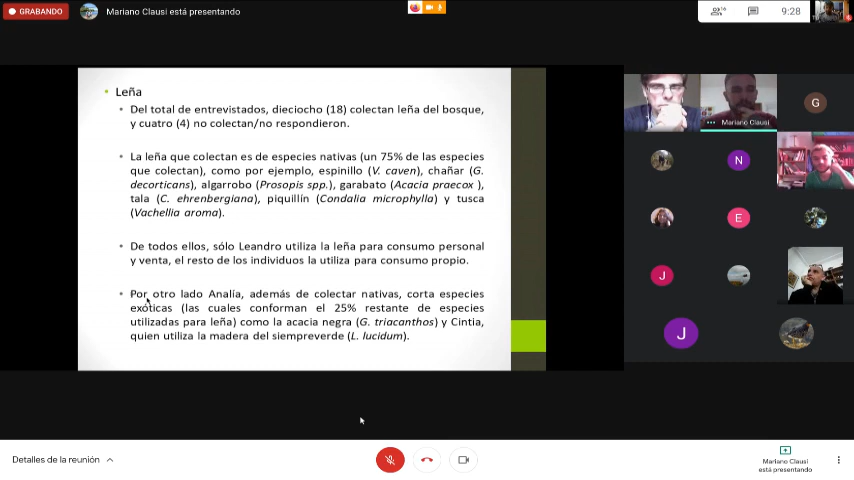 GRABANDO
Mariano Clausi está presentando
16
9:28
Leña
Del total de entrevistados, dieciocho (18) colectan leña del bosque,
y cuatro (4) no colectan/no respondieron.
La leña que colectan es de especies nativas (un 75% de las especies
que colectan), como por ejemplo, espinillo (V. caven), chañar (G.
decorticans), algarrobo (Prosopis spp.), garabato (Acacia praecox ),
tala (C. ehrenbergiana), piquillín (Condalia microphylla) y tusca
(Vachellia aroma).
De todos ellos, sólo Leandro utiliza la leña para consumo personal
y venta, el resto de los individuos la utiliza para consumo propio.
Por otro lado Analía, además de colectar nativas, corta especies
exóticas (las cuales conforman el 25% restante de especies
utilizadas para leña) como la acacia negra (G. triacanthos) y Cintia,
quien utiliza la madera del siempreverde (L. lucidum).
Mariano Clausi
G
N
E
J
J
Detalles de la reunión
Mariano Clausi
está presentando